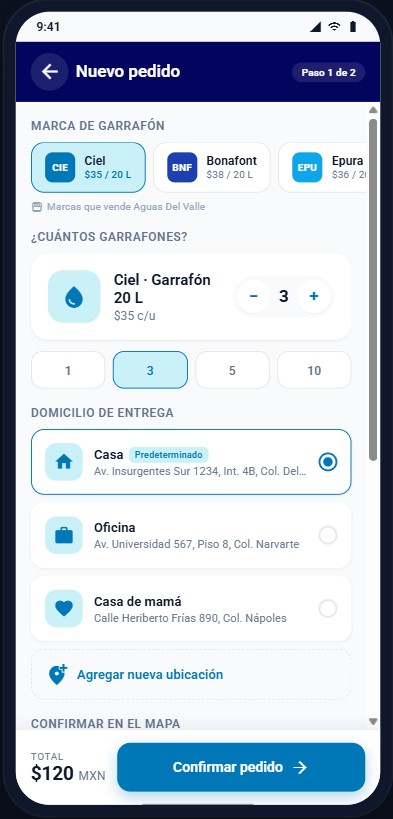 9:41
Nuevo pedido
Paso 1 de 2
MARCA DE GARRAFÓN
CIE
Ciel
$35 / 20 L
BNF
Bonafont
$38 / 20 L
EPU
Epura
$36 / 20
Marcas que vende Aguas Del Valle
¿CUÁNTOS GARRAFONES?
Ciel · Garrafón
20 L
$35 c/u
− 3 +
1
3
5
10
DOMICILIO DE ENTREGA
Casa Predeterminado
Av. Insurgentes Sur 1234, Int. 4B, Col. Del...
Oficina
Av. Universidad 567, Piso 8, Col. Narvarte
Casa de mamá
Calle Heriberto Frías 890, Col. Nápoles
Agregar nueva ubicación
CONFIRMAR EN EL MAPA
TOTAL
$120 MXN
Confirmar pedido →